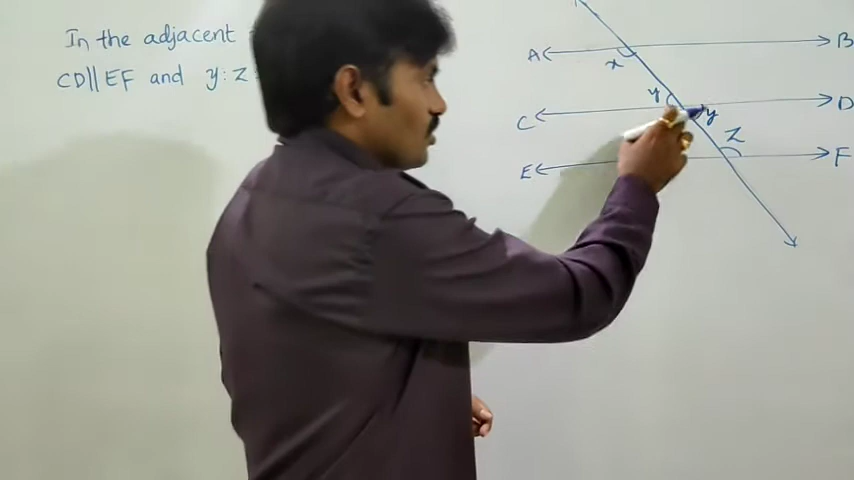 In the adjacent
CD||EF and y:z
A B
x
y
C D
y
z
E F